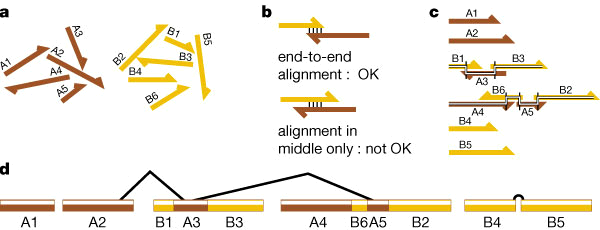 a
A1
A2
A3
A4
A5
B2
B1
B3
B5
B4
B6
b
end-to-end
alignment : OK
alignment in
middle only : not OK
c
A1
A2
B1 B3
A3
B6 B2
A4 A5
B4
B5
d
A1 A2 B1 A3 B3 A4 B6 A5 B2 B4 B5